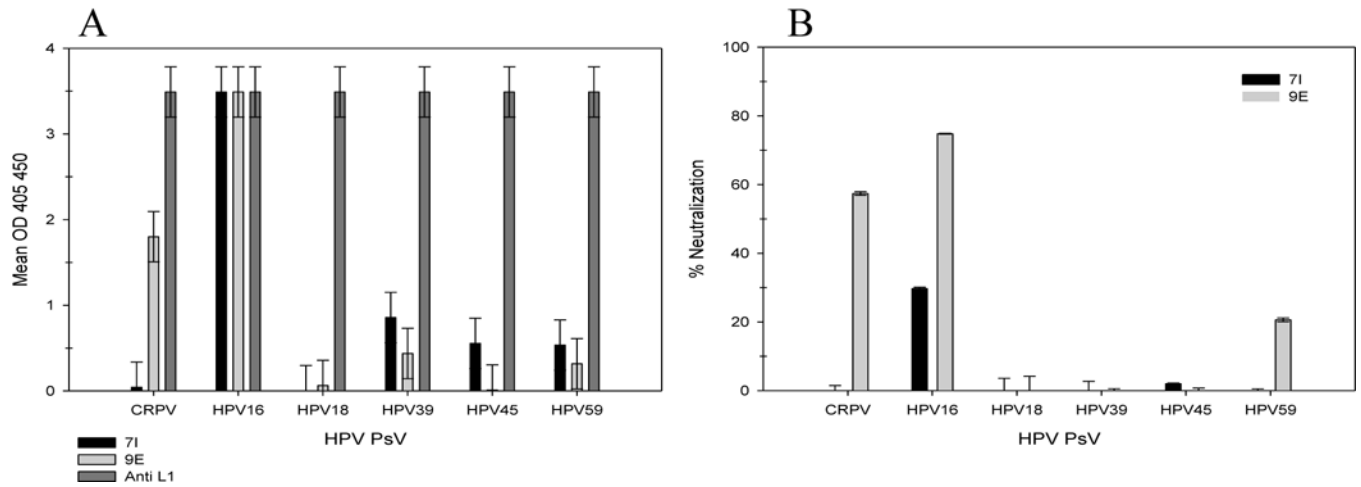 A
Mean OD 405 450
4
3
2
1
0
CRPV HPV16 HPV18 HPV39 HPV45 HPV59
HPV PsV
7I
9E
Anti L1
B
% Neutralization
100
80
60
40
20
0
7I
9E
CRPV HPV16 HPV18 HPV39 HPV45 HPV59
HPV PsV